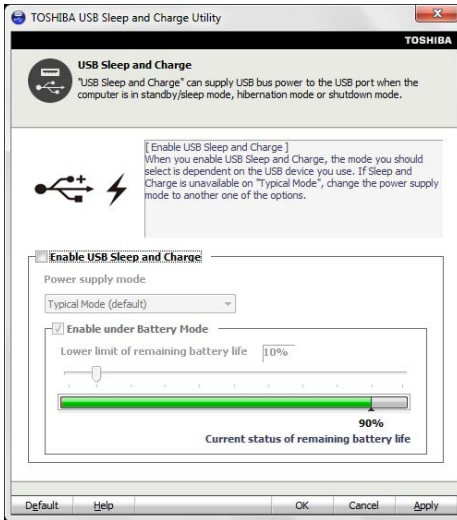 TOSHIBA USB Sleep and Charge Utility
TOSHIBA
USB Sleep and Charge
"USB Sleep and Charge" can supply USB bus power to the USB port when the
computer is in standby/sleep mode, hibernation mode or shutdown mode.
[ Enable USB Sleep and Charge ]
When you enable USB Sleep and Charge, the mode you should
select is dependent on the USB device you use. If Sleep and
Charge is unavailable on "Typical Mode", change the power supply
mode to another one of the options.
Enable USB Sleep and Charge
Power supply mode
Typical Mode (default)
Enable under Battery Mode
Lower limit of remaining battery life 10%
90%
Current status of remaining battery life
Default Help OK Cancel Apply